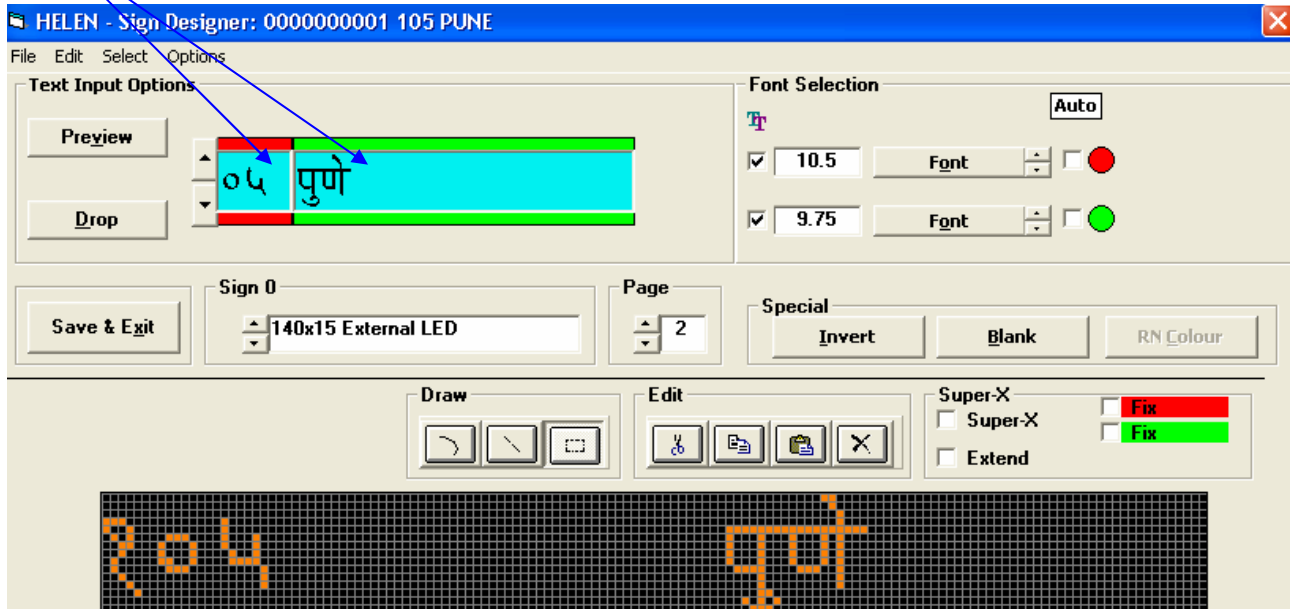 HELEN - Sign Designer: 0000000001 105 PUNE
File Edit Select Options
Text Input Options
Font Selection
Auto
Preview
०५ पुणे
10.5 Font
Drop
9.75 Font
Sign 0
Page
Special
Save & Exit
140x15 External LED
2
Invert Blank RN Colour
Draw
Edit
Super-X
Super-X
Fix
Fix
Extend
१०५ पुणे